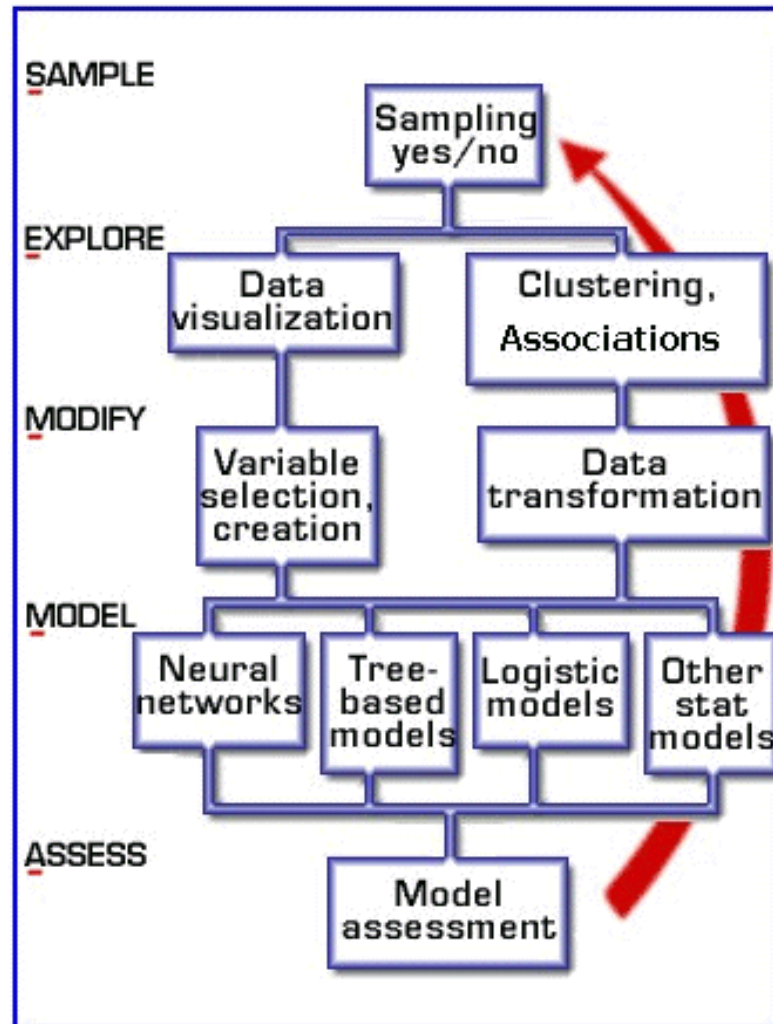 SAMPLE
Sampling
yes/no
EXPLORE
Data
visualization
Clustering,
Associations
MODIFY
Variable
selection,
creation
Data
transformation
MODEL
Neural
networks
Tree-
based
models
Logistic
models
Other
stat
models
ASSESS
Model
assessment